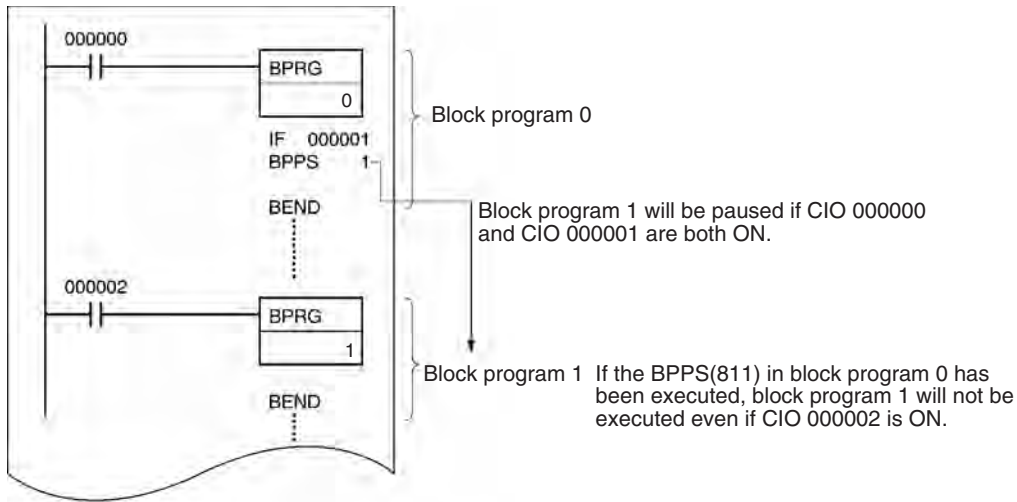 000000
BPRG
0
IF 000001
BPPS 1
BEND
Block program 0
Block program 1 will be paused if CIO 000000
and CIO 000001 are both ON.
000002
BPRG
1
BEND
Block program 1
If the BPPS(811) in block program 0 has
been executed, block program 1 will not be
executed even if CIO 000002 is ON.